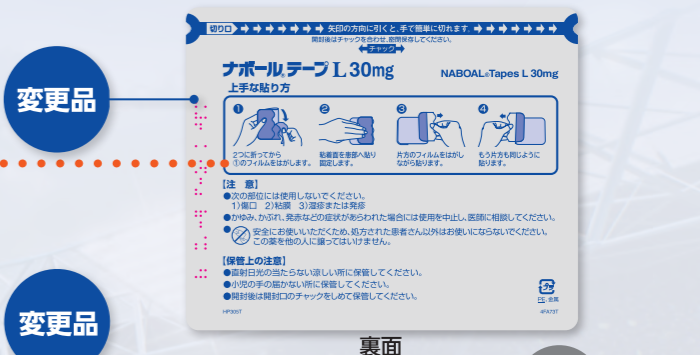 切り口
矢印の方向に引くと、手で簡単に切れます。
開封後はチャックを合わせ、密閉保存してください。
チャック
ナボール®テープL30mg
NABOAL®Tapes L 30mg
上手な貼り方
変更品
❶ ❷ ❸ ❹
2つに折ってから
①のフィルムをはがします。
粘着面を患部へ貼り
固定します。
片方のフィルムをはがし
ながら貼ります。
もう片方も同じように
貼ります。
【注 意】
●次の部位には使用しないでください。
1)傷口 2)粘膜 3)湿疹または発疹
●かゆみ、かぶれ、発赤などの症状があらわれた場合には使用を中止し、医師に相談してください。
●安全にお使いいただくため、処方された患者さん以外はお使いにならないでください。
この薬を他の人に譲ってはいけません。
【保管上の注意】
●直射日光の当たらない涼しい所に保管してください。
●小児の手の届かない所に保管してください。
●開封後は開封口のチャックをしめて保管してください。
プラ
PE、金属
HP305T
4FA73T
変更品
裏面